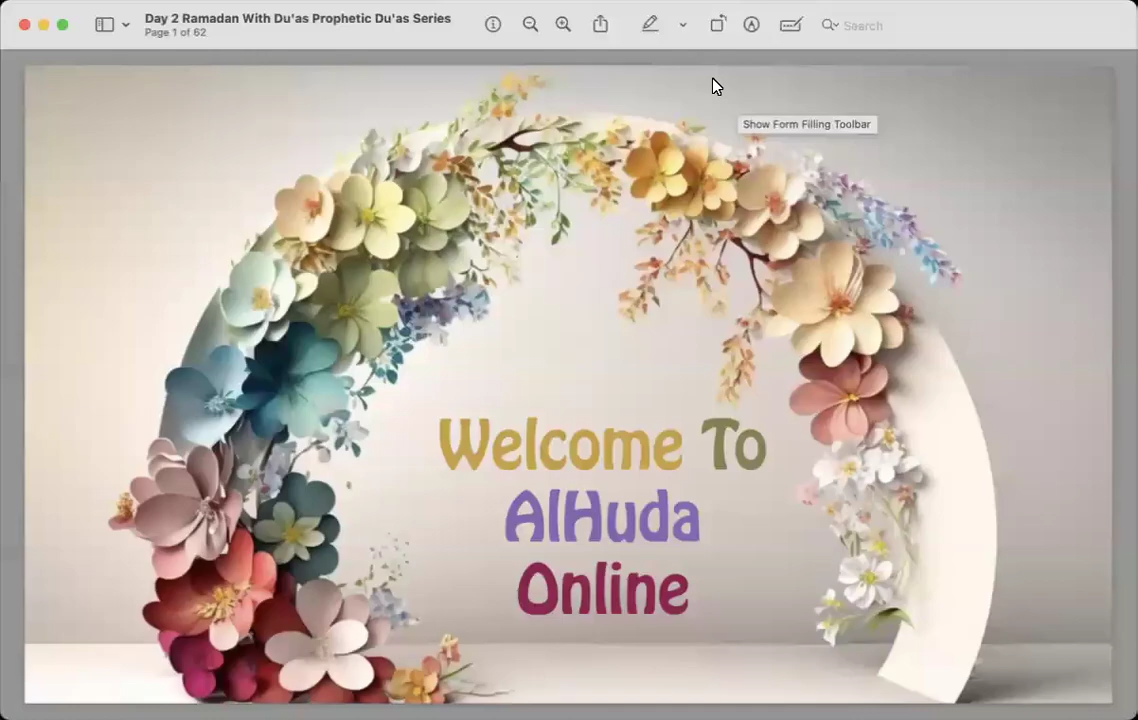 Day 2 Ramadan With Du'as Prophetic Du'as Series
Page 1 of 62
Search
Show Form Filling Toolbar
Welcome To
AlHuda
Online